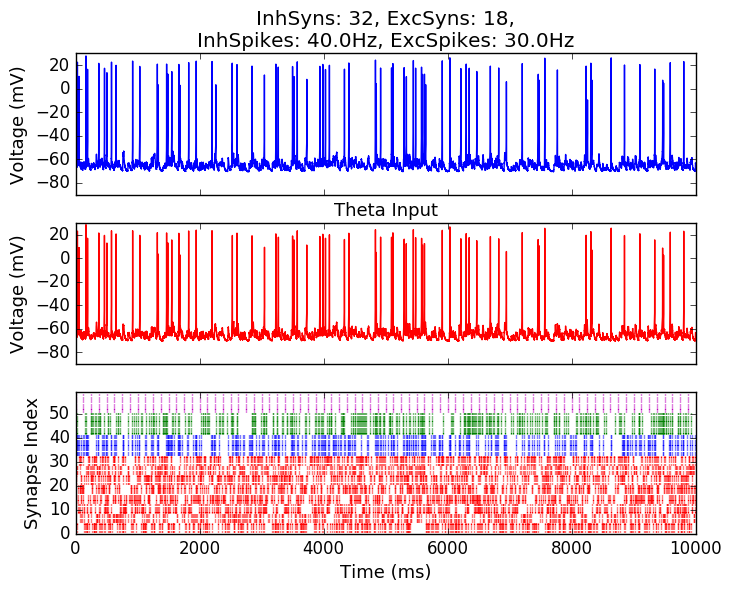 InhSyns: 32, ExcSyns: 18,
InhSpikes: 40.0Hz, ExcSpikes: 30.0Hz
20
0
−20
−40
−60
−80
Voltage (mV)
Theta Input
20
0
−20
−40
−60
−80
Voltage (mV)
50
40
30
20
10
0
Synapse Index
0 2000 4000 6000 8000 10000
Time (ms)